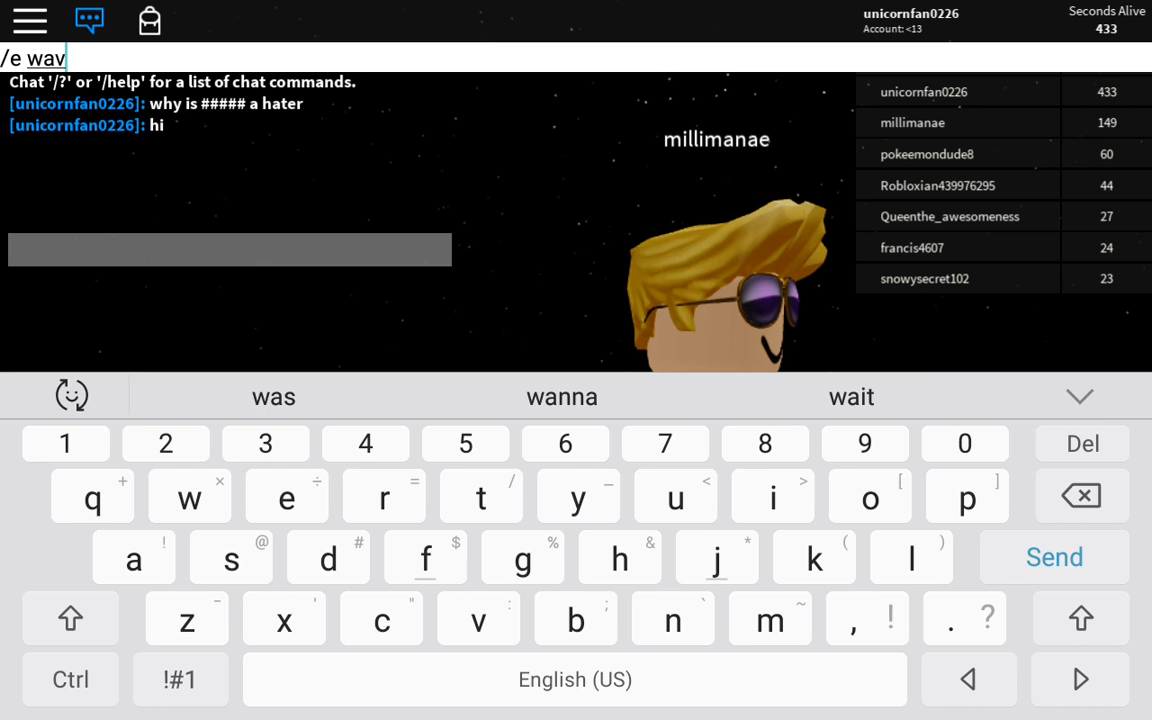 unicornfan0226
Account: <13
Seconds Alive
433
/e wav
Chat '/?' or '/help' for a list of chat commands.
[unicornfan0226]: why is ##### a hater
[unicornfan0226]: hi
millimanae
unicornfan0226 433
millimanae 149
pokeemondude8 60
Robloxian439976295 44
Queenthe_awesomeness 27
francis4607 24
snowysecret102 23
was wanna wait
1 2 3 4 5 6 7 8 9 0 Del
q + w × e ÷ r = t / y _ u < i > o [ p ]
a ! s @ d # f $ g % h & j * k ( l ) Send
z - x ' c " v : b ; n ` m ~ , ! . ?
Ctrl !#1 English (US)